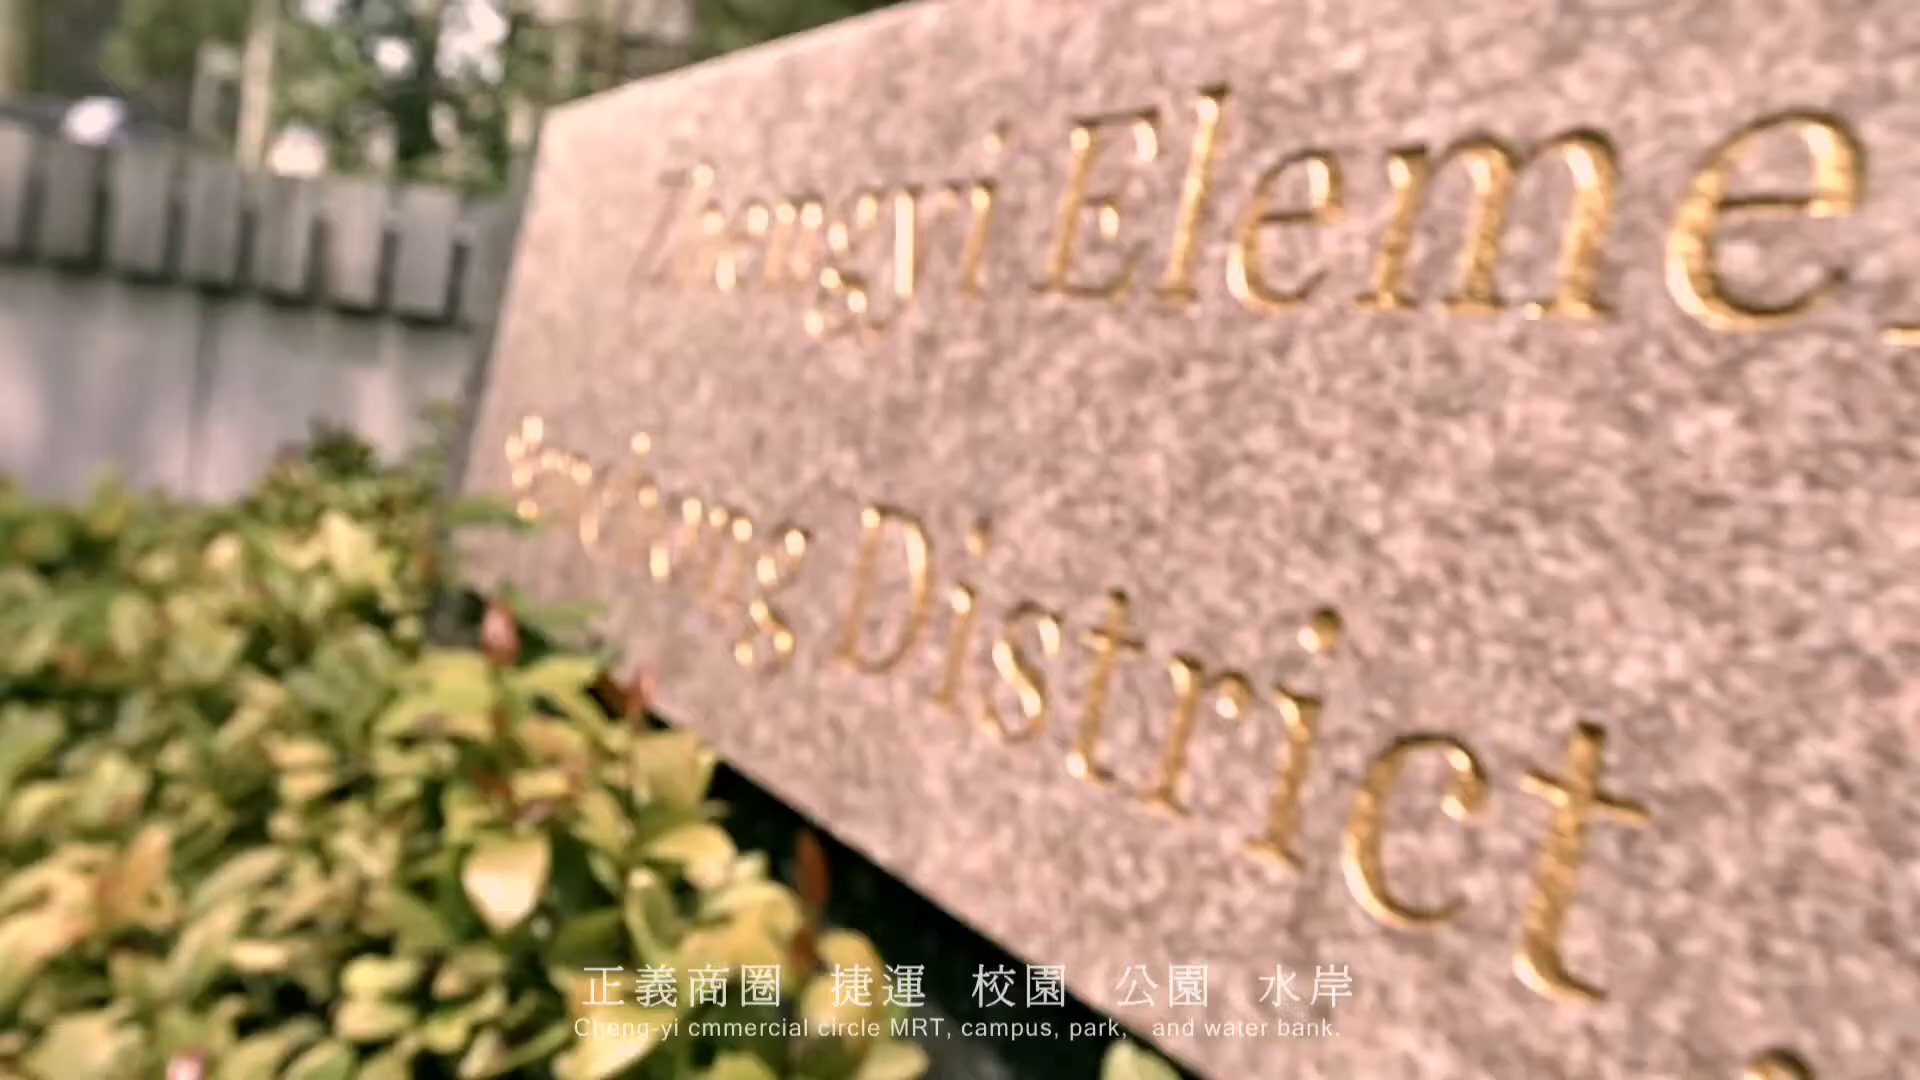 Zhengyi Eleme
District
正義商圈 捷運 校園 公園 水岸
Cheng-yi cmmercial circle MRT, campus, park, and water bank.